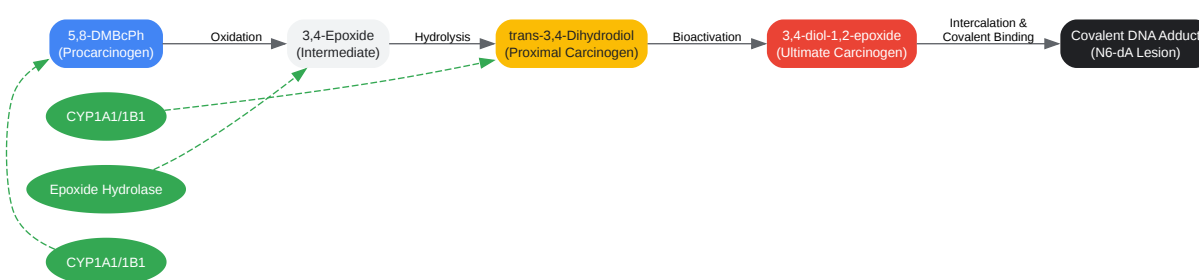 5,8-DMBcPh
(Procarcinogen)
Oxidation
3,4-Epoxide
(Intermediate)
Hydrolysis
trans-3,4-Dihydrodiol
(Proximal Carcinogen)
Bioactivation
3,4-diol-1,2-epoxide
(Ultimate Carcinogen)
Intercalation &
Covalent Binding
Covalent DNA Adduct
(N6-dA Lesion)
CYP1A1/1B1
Epoxide Hydrolase
CYP1A1/1B1